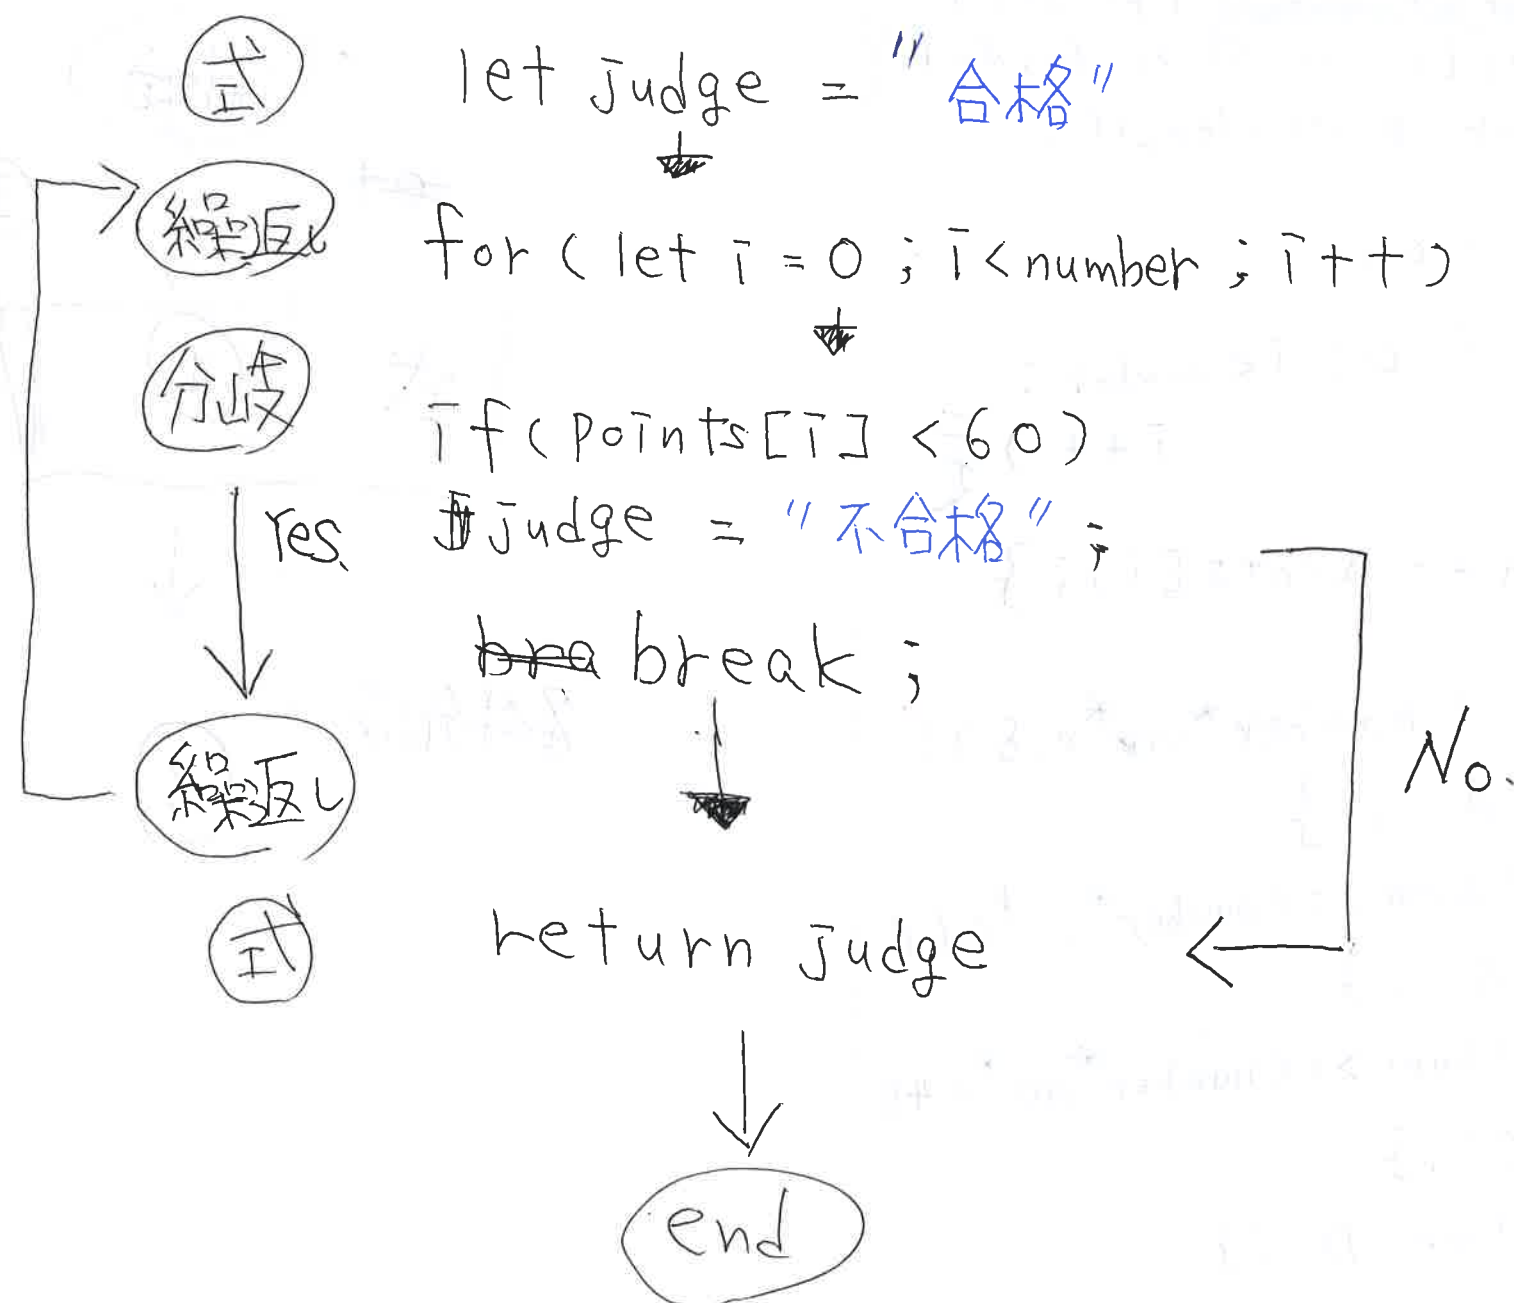 式 let judge = "合格"
繰返し for ( let i = 0 ; i < number ; i++ )
分岐 if ( points[i] < 60 )
Yes. judge = "不合格" ;
bra break ;
No.
繰返し
式 return judge
end